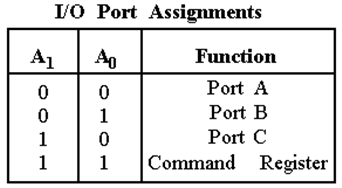 I/O Port Assignments
A1 A0 Function
0 0 Port A
0 1 Port B
1 0 Port C
1 1 Command Register